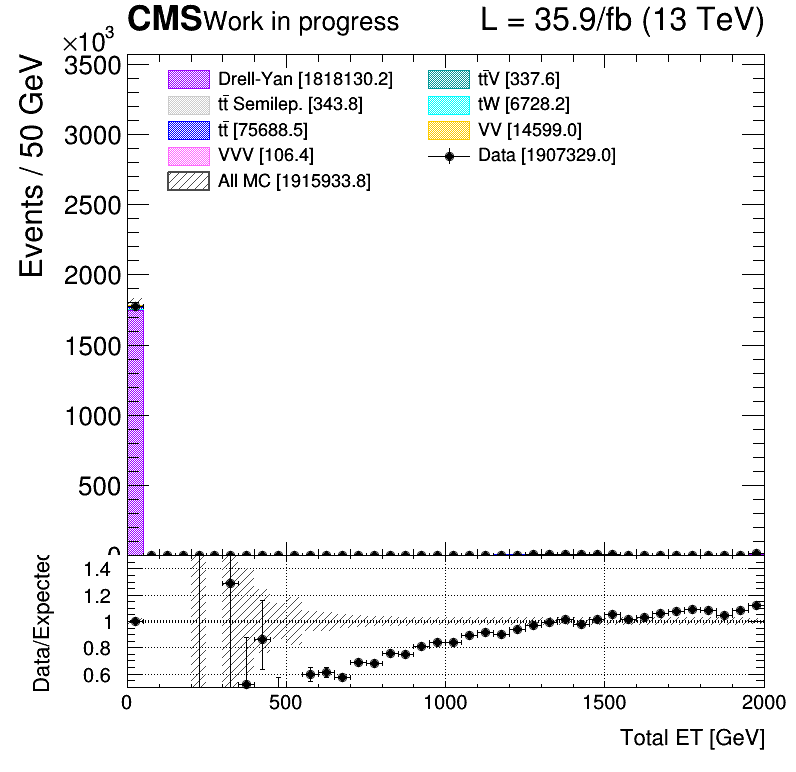 CMS Work in progress L = 35.9/fb (13 TeV)
×10³
Events / 50 GeV
3500
3000
2500
2000
1500
1000
500
0
Drell-Yan [1818130.2]
tt̄ Semilep. [343.8]
tt̄ [75688.5]
VVV [106.4]
All MC [1915933.8]
tt̄V [337.6]
tW [6728.2]
VV [14599.0]
Data [1907329.0]
Data/Expected
1.4
1.2
1
0.8
0.6
0 500 1000 1500 2000
Total ET [GeV]